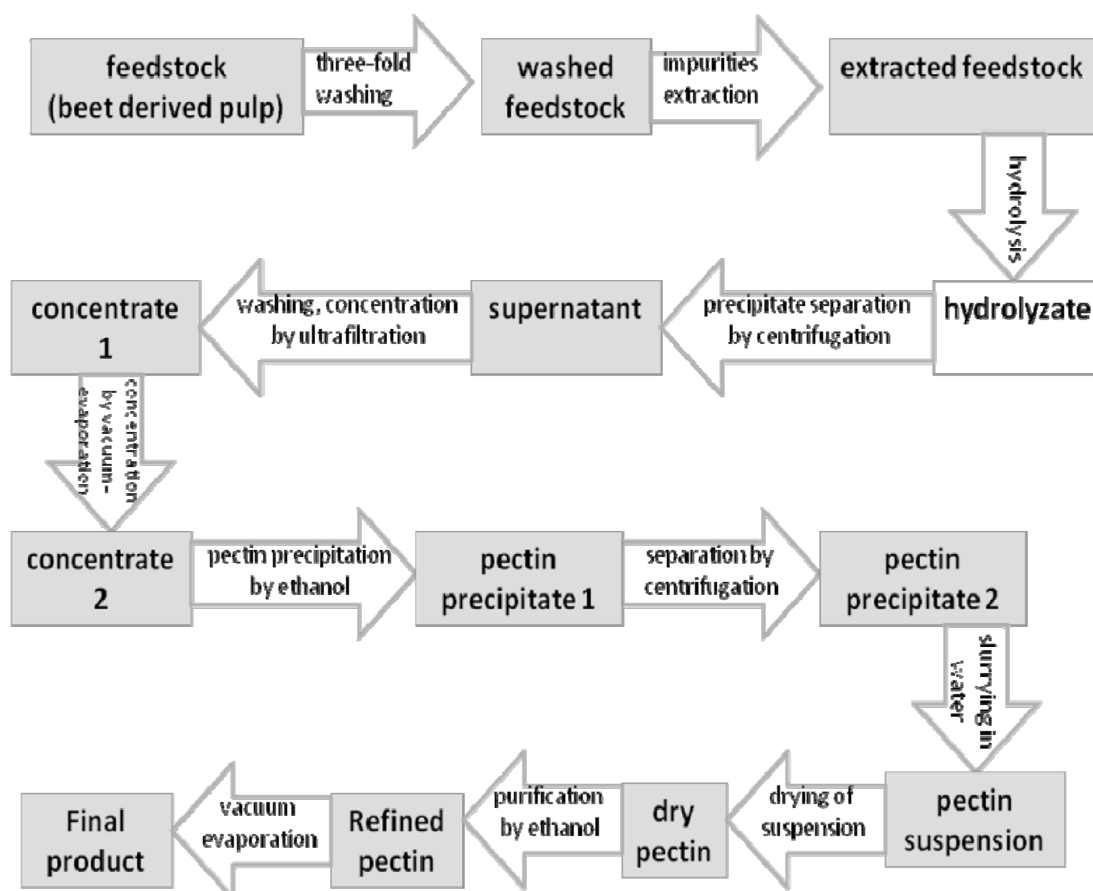 feedstock
(beet derived pulp)
three-fold
washing
washed
feedstock
impurities
extraction
extracted feedstock
hydrolysis
hydrolyzate
precipitate separation
by centrifugation
supernatant
washing, concentration
by ultrafiltration
concentrate
1
concentration
by vacuum-
evaporation
concentrate
2
pectin precipitation
by ethanol
pectin
precipitate 1
separation by
centrifugation
pectin
precipitate 2
slurrying in
water
pectin
suspension
drying of
suspension
dry
pectin
purification
by ethanol
Refined
pectin
vacuum
evaporation
Final
product